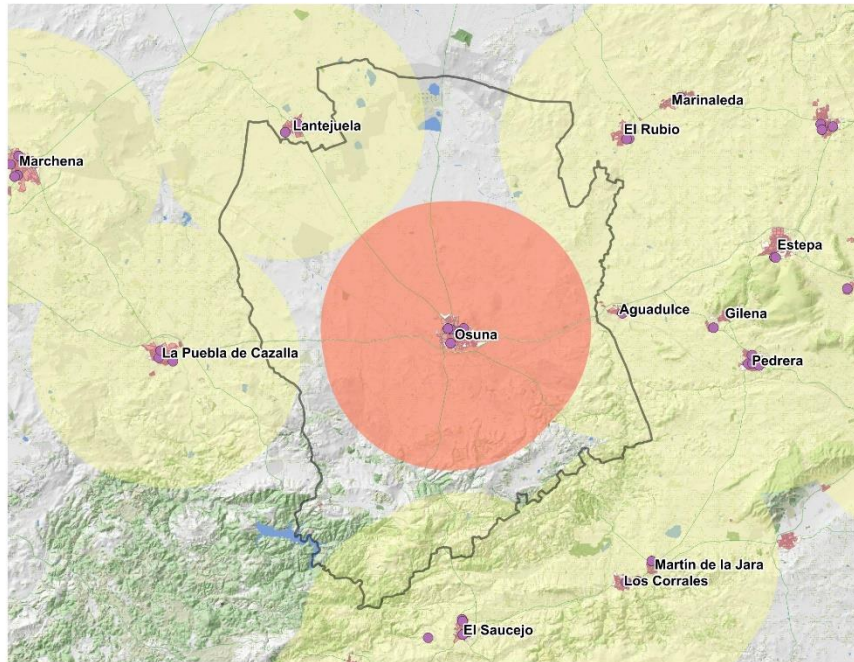 Marinaleda
Lantejuela
El Rubio
Marchena
Estepa
Aguadulce
Gilena
Osuna
La Puebla de Cazalla
Pedrera
Martín de la Jara
Los Corrales
El Saucejo